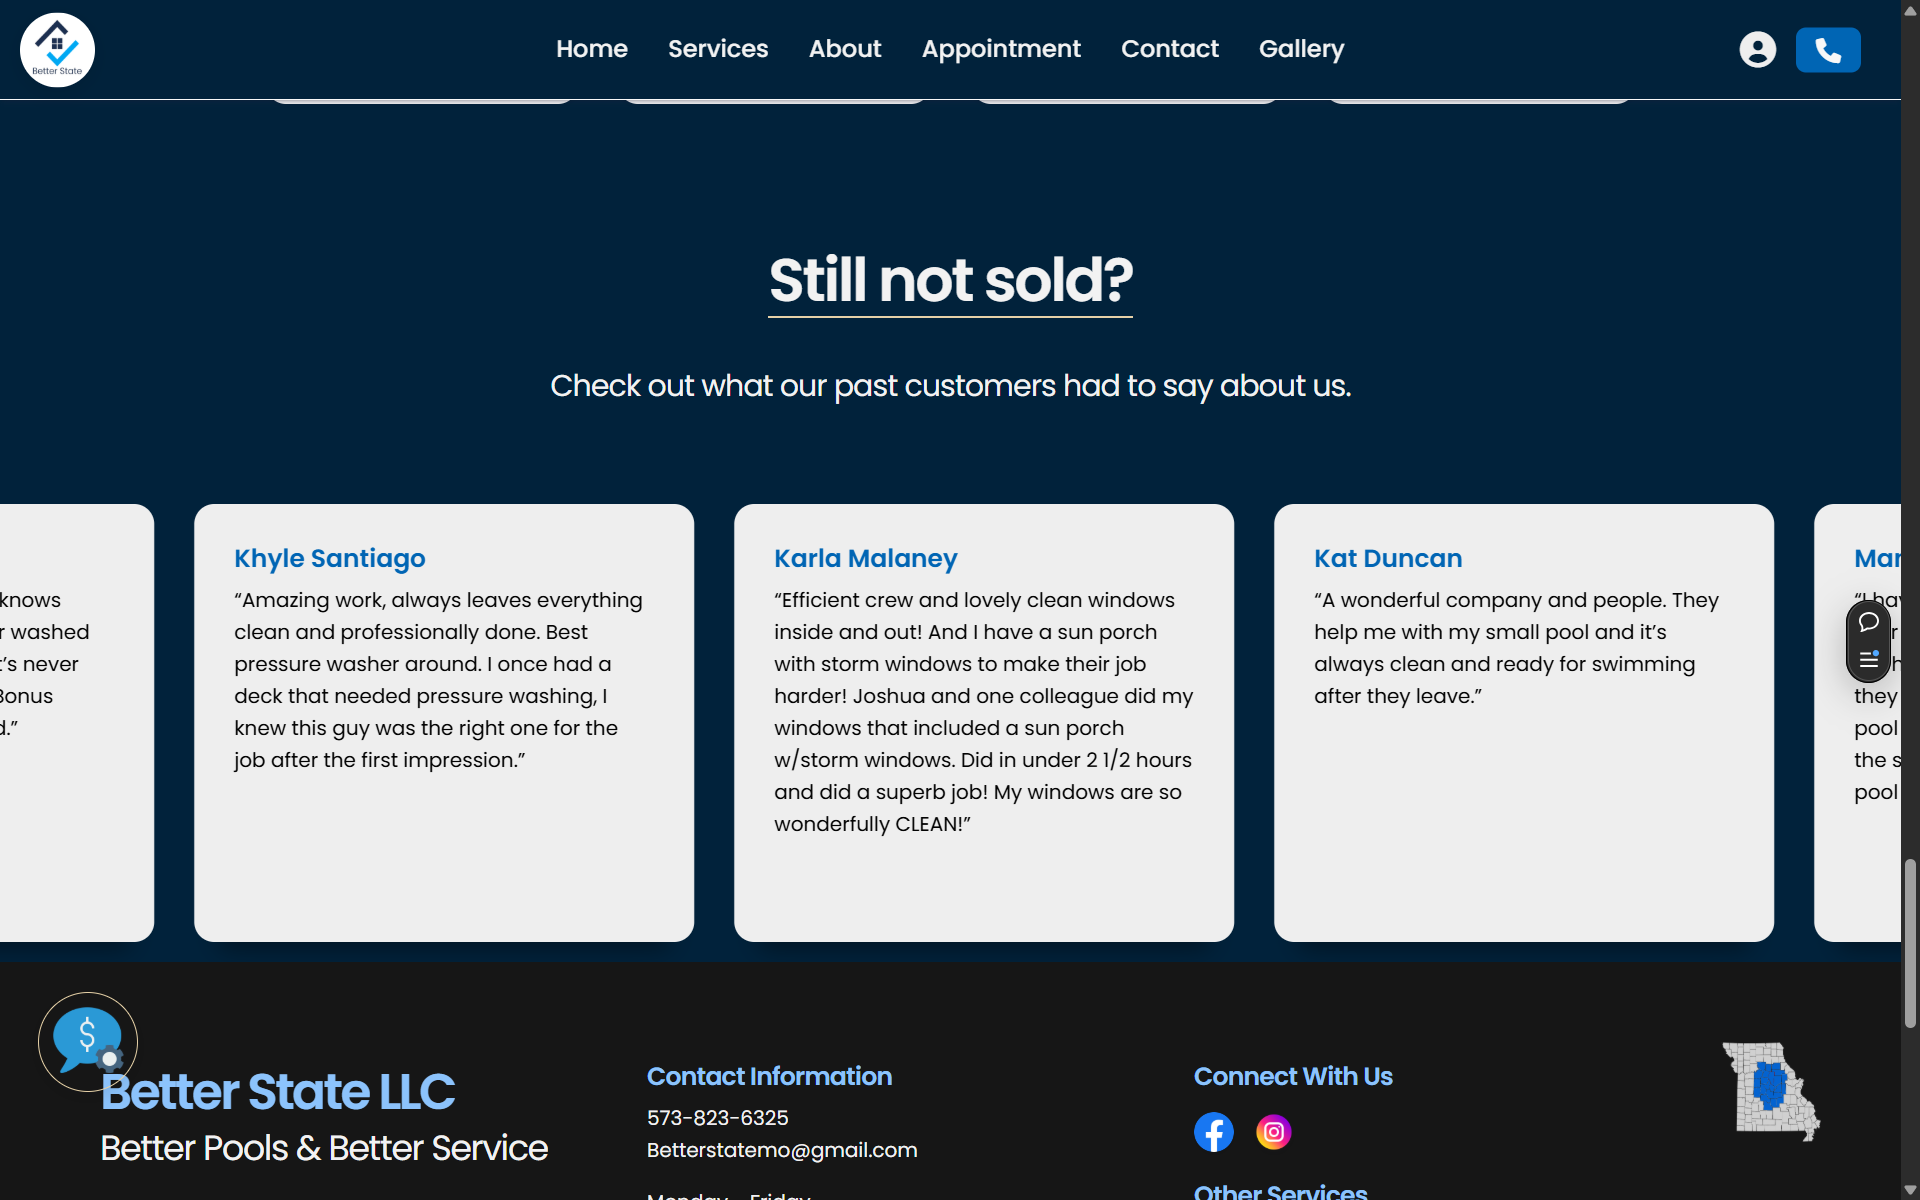 Better State
Home
Services
About
Appointment
Contact
Gallery
Still not sold?
Check out what our past customers had to say about us.
knows
r washed
's never
Bonus
d.”
Khyle Santiago
“Amazing work, always leaves everything
clean and professionally done. Best
pressure washer around. I once had a
deck that needed pressure washing, I
knew this guy was the right one for the
job after the first impression.”
Karla Malaney
“Efficient crew and lovely clean windows
inside and out! And I have a sun porch
with storm windows to make their job
harder! Joshua and one colleague did my
windows that included a sun porch
w/storm windows. Did in under 2 1/2 hours
and did a superb job! My windows are so
wonderfully CLEAN!”
Kat Duncan
“A wonderful company and people. They
help me with my small pool and it’s
always clean and ready for swimming
after they leave.”
Mar
they
pool
the s
pool
$
Better State LLC
Better Pools & Better Service
Contact Information
573-823-6325
Betterstatemo@gmail.com
Monday - Friday
Connect With Us
Other Services